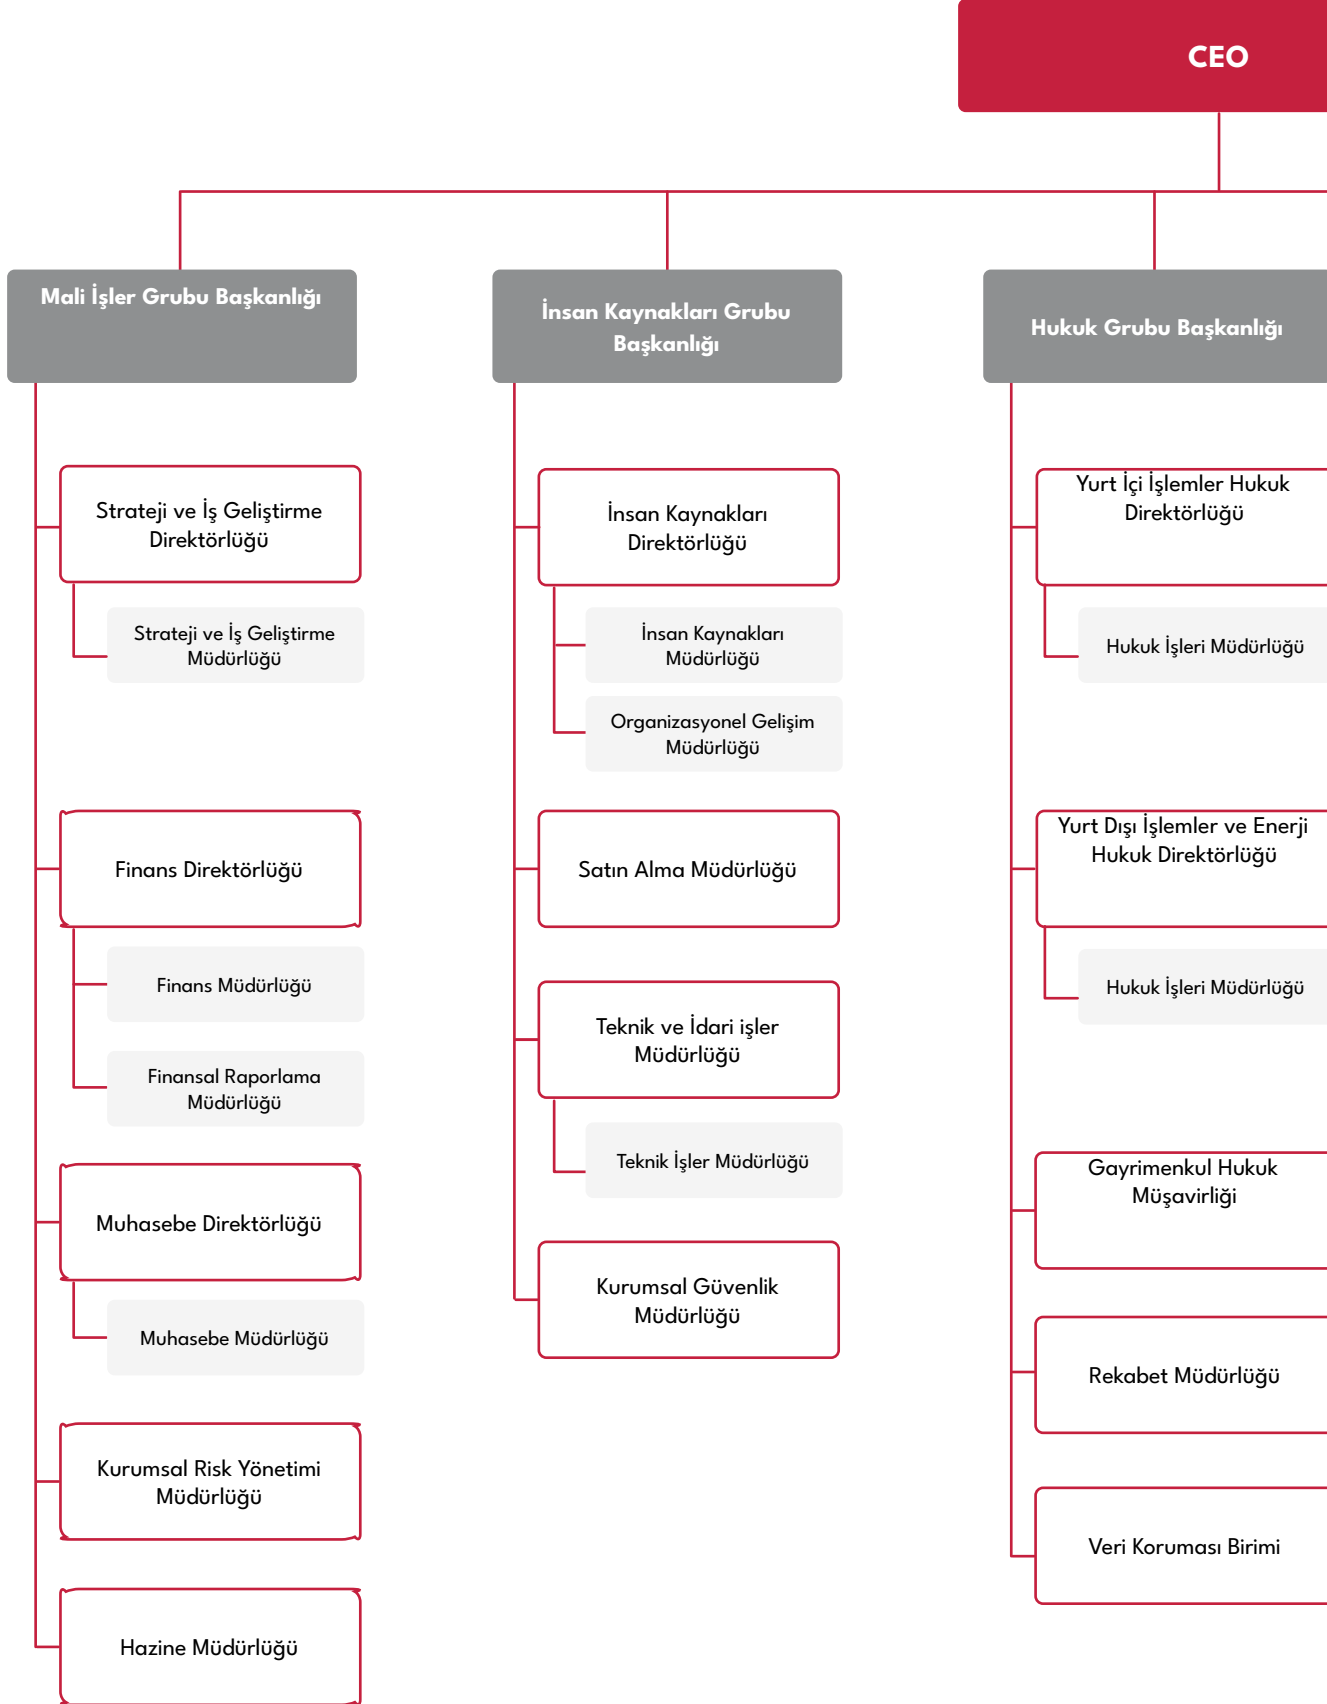 CEO
Mali İşler Grubu Başkanlığı
Strateji ve İş Geliştirme
Direktörlüğü
Strateji ve İş Geliştirme
Müdürlüğü
Finans Direktörlüğü
Finans Müdürlüğü
Finansal Raporlama
Müdürlüğü
Muhasebe Direktörlüğü
Muhasebe Müdürlüğü
Kurumsal Risk Yönetimi
Müdürlüğü
Hazine Müdürlüğü
İnsan Kaynakları Grubu
Başkanlığı
İnsan Kaynakları
Direktörlüğü
İnsan Kaynakları
Müdürlüğü
Organizasyonel Gelişim
Müdürlüğü
Satın Alma Müdürlüğü
Teknik ve İdari işler
Müdürlüğü
Teknik İşler Müdürlüğü
Kurumsal Güvenlik
Müdürlüğü
Hukuk Grubu Başkanlığı
Yurt İçi İşlemler Hukuk
Direktörlüğü
Hukuk İşleri Müdürlüğü
Yurt Dışı İşlemler ve Enerji
Hukuk Direktörlüğü
Hukuk İşleri Müdürlüğü
Gayrimenkul Hukuk
Müşavirliği
Rekabet Müdürlüğü
Veri Koruması Birimi